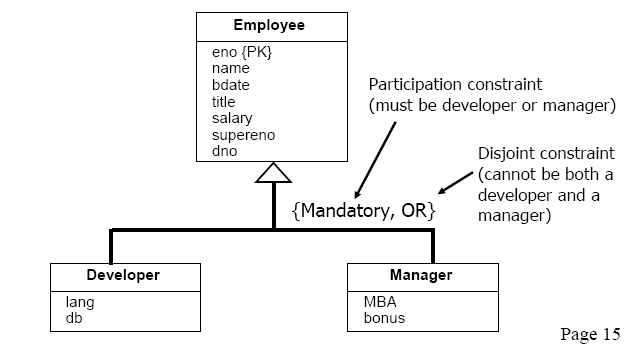 Employee
eno {PK}
name
bdate
title
salary
supereno
dno
Participation constraint
(must be developer or manager)
Disjoint constraint
(cannot be both a
developer and a
manager)
{Mandatory, OR}
Developer
lang
db
Manager
MBA
bonus
Page 15